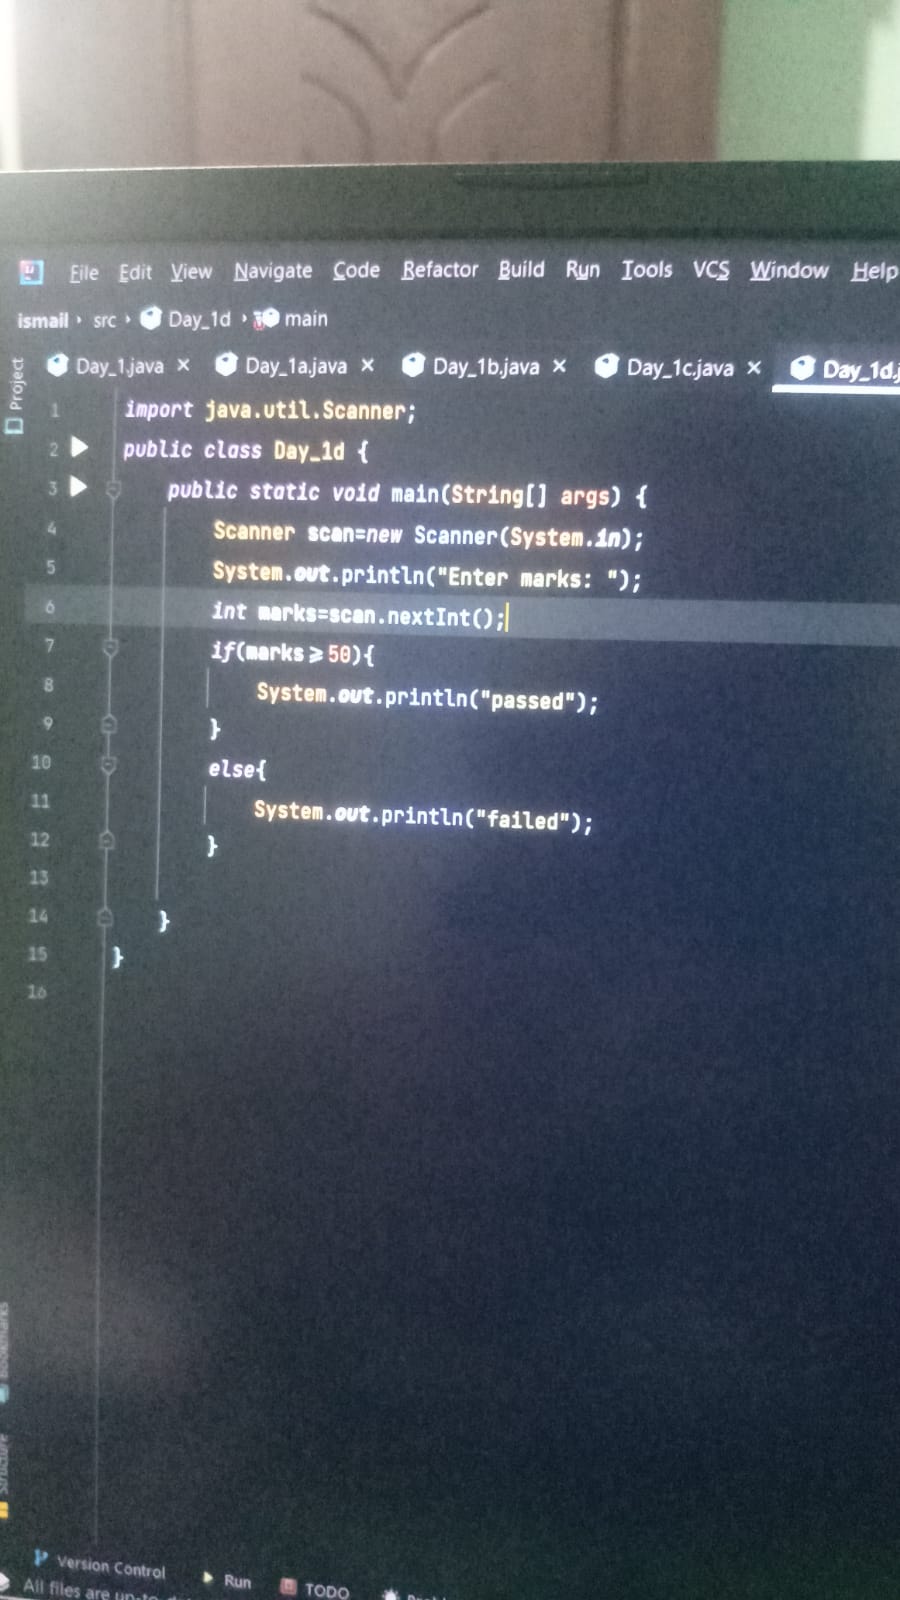 File Edit View Navigate Code Refactor Build Run Tools VCS Window Help
ismail › src › Day_1d › main
Day_1.java × Day_1a.java × Day_1b.java × Day_1c.java × Day_1d.j
Project
1 import java.util.Scanner;
2 public class Day_1d {
3 public static void main(String[] args) {
4 Scanner scan=new Scanner(System.in);
5 System.out.println("Enter marks: ");
6 int marks=scan.nextInt();
7 if(marks⩾50){
8 System.out.println("passed");
9 }
10 else{
11 System.out.println("failed");
12 }
13
14 }
15 }
16
Bookmarks
Structure
Version Control Run TODO
All files are